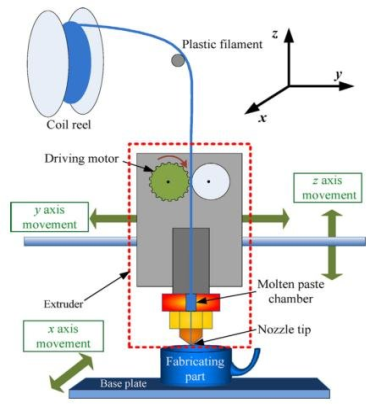 Plastic filament
Coil reel
z
y
x
Driving motor
z axis
movement
y axis
movement
Extruder
Molten paste
chamber
x axis
movement
Nozzle tip
Fabricating
part
Base plate